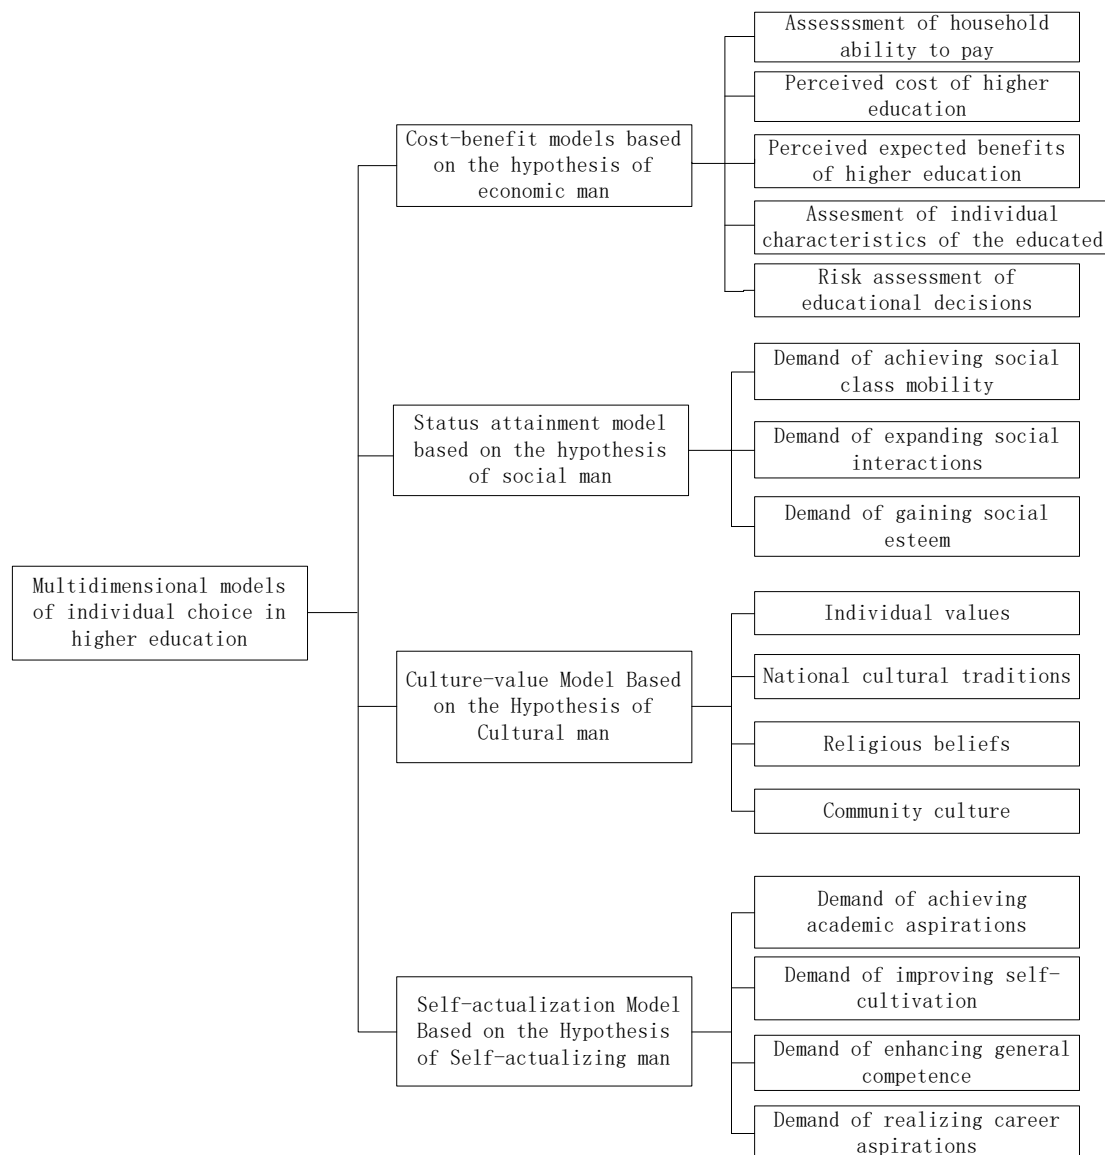 Assesssment of household
ability to pay
Perceived cost of higher
education
Cost-benefit models based
on the hypothesis of
economic man
Perceived expected benefits
of higher education
Assesment of individual
characteristics of the educated
Risk assessment of
educational decisions
Demand of achieving social
class mobility
Status attainment model
based on the hypothesis
of social man
Demand of expanding social
interactions
Demand of gaining social
esteem
Multidimensional models
of individual choice in
higher education
Individual values
Culture-value Model Based
on the Hypothesis of
Cultural man
National cultural traditions
Religious beliefs
Community culture
Demand of achieving
academic aspirations
Self-actualization Model
Based on the Hypothesis
of Self-actualizing man
Demand of improving self-
cultivation
Demand of enhancing general
competence
Demand of realizing career
aspirations